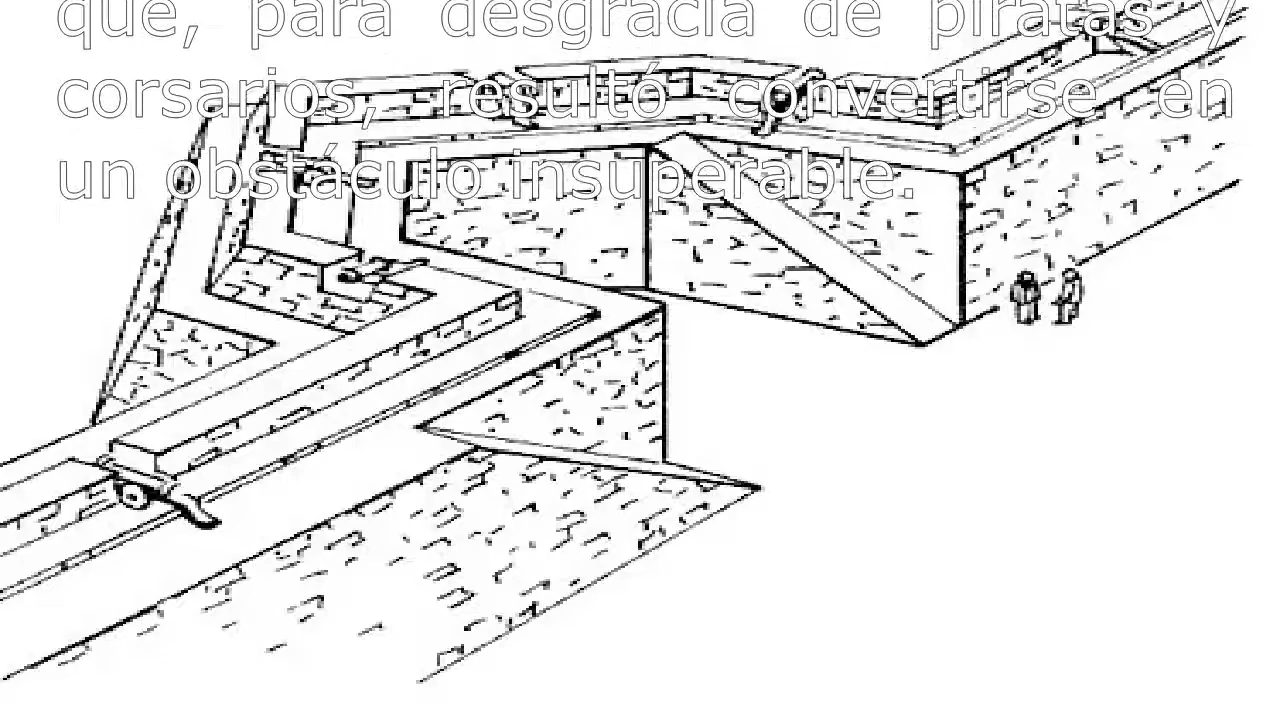 que, para desgracia de piratas y
corsarios, resultó convertirse en
un obstáculo insuperable.